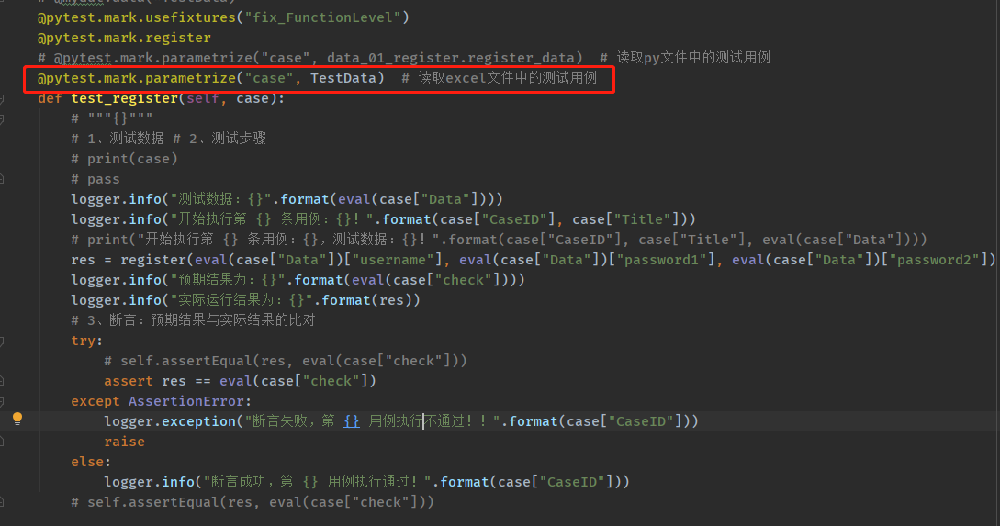 # @myddt.data(*TestData)
@pytest.mark.usefixtures("fix_FunctionLevel")
@pytest.mark.register
# @pytest.mark.parametrize("case", data_01_register.register_data)  # 读取py文件中的测试用例
@pytest.mark.parametrize("case", TestData)  # 读取excel文件中的测试用例
def test_register(self, case):
# """{}"""
# 1、测试数据 # 2、测试步骤
# print(case)
# pass
logger.info("测试数据：{}".format(eval(case["Data"])))
logger.info("开始执行第 {} 条用例：{}！".format(case["CaseID"], case["Title"]))
# print("开始执行第 {} 条用例：{}，测试数据：{}！".format(case["CaseID"], case["Title"], eval(case["Data"])))
res = register(eval(case["Data"])["username"], eval(case["Data"])["password1"], eval(case["Data"])["password2"])
logger.info("预期结果为：{}".format(eval(case["check"])))
logger.info("实际运行结果为：{}".format(res))
# 3、断言：预期结果与实际结果的比对
try:
# self.assertEqual(res, eval(case["check"]))
assert res == eval(case["check"])
except AssertionError:
logger.exception("断言失败，第 {} 用例执行不通过！！".format(case["CaseID"]))
raise
else:
logger.info("断言成功，第 {} 用例执行通过！".format(case["CaseID"]))
# self.assertEqual(res, eval(case["check"]))